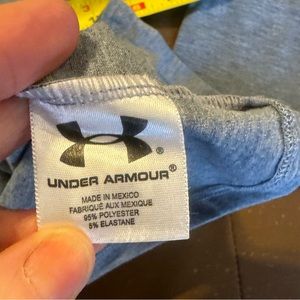 UNDER ARMOUR®
MADE IN MEXICO
FABRIQUÉ AUX MEXIQUE
95% POLYESTER
5% ELASTANE